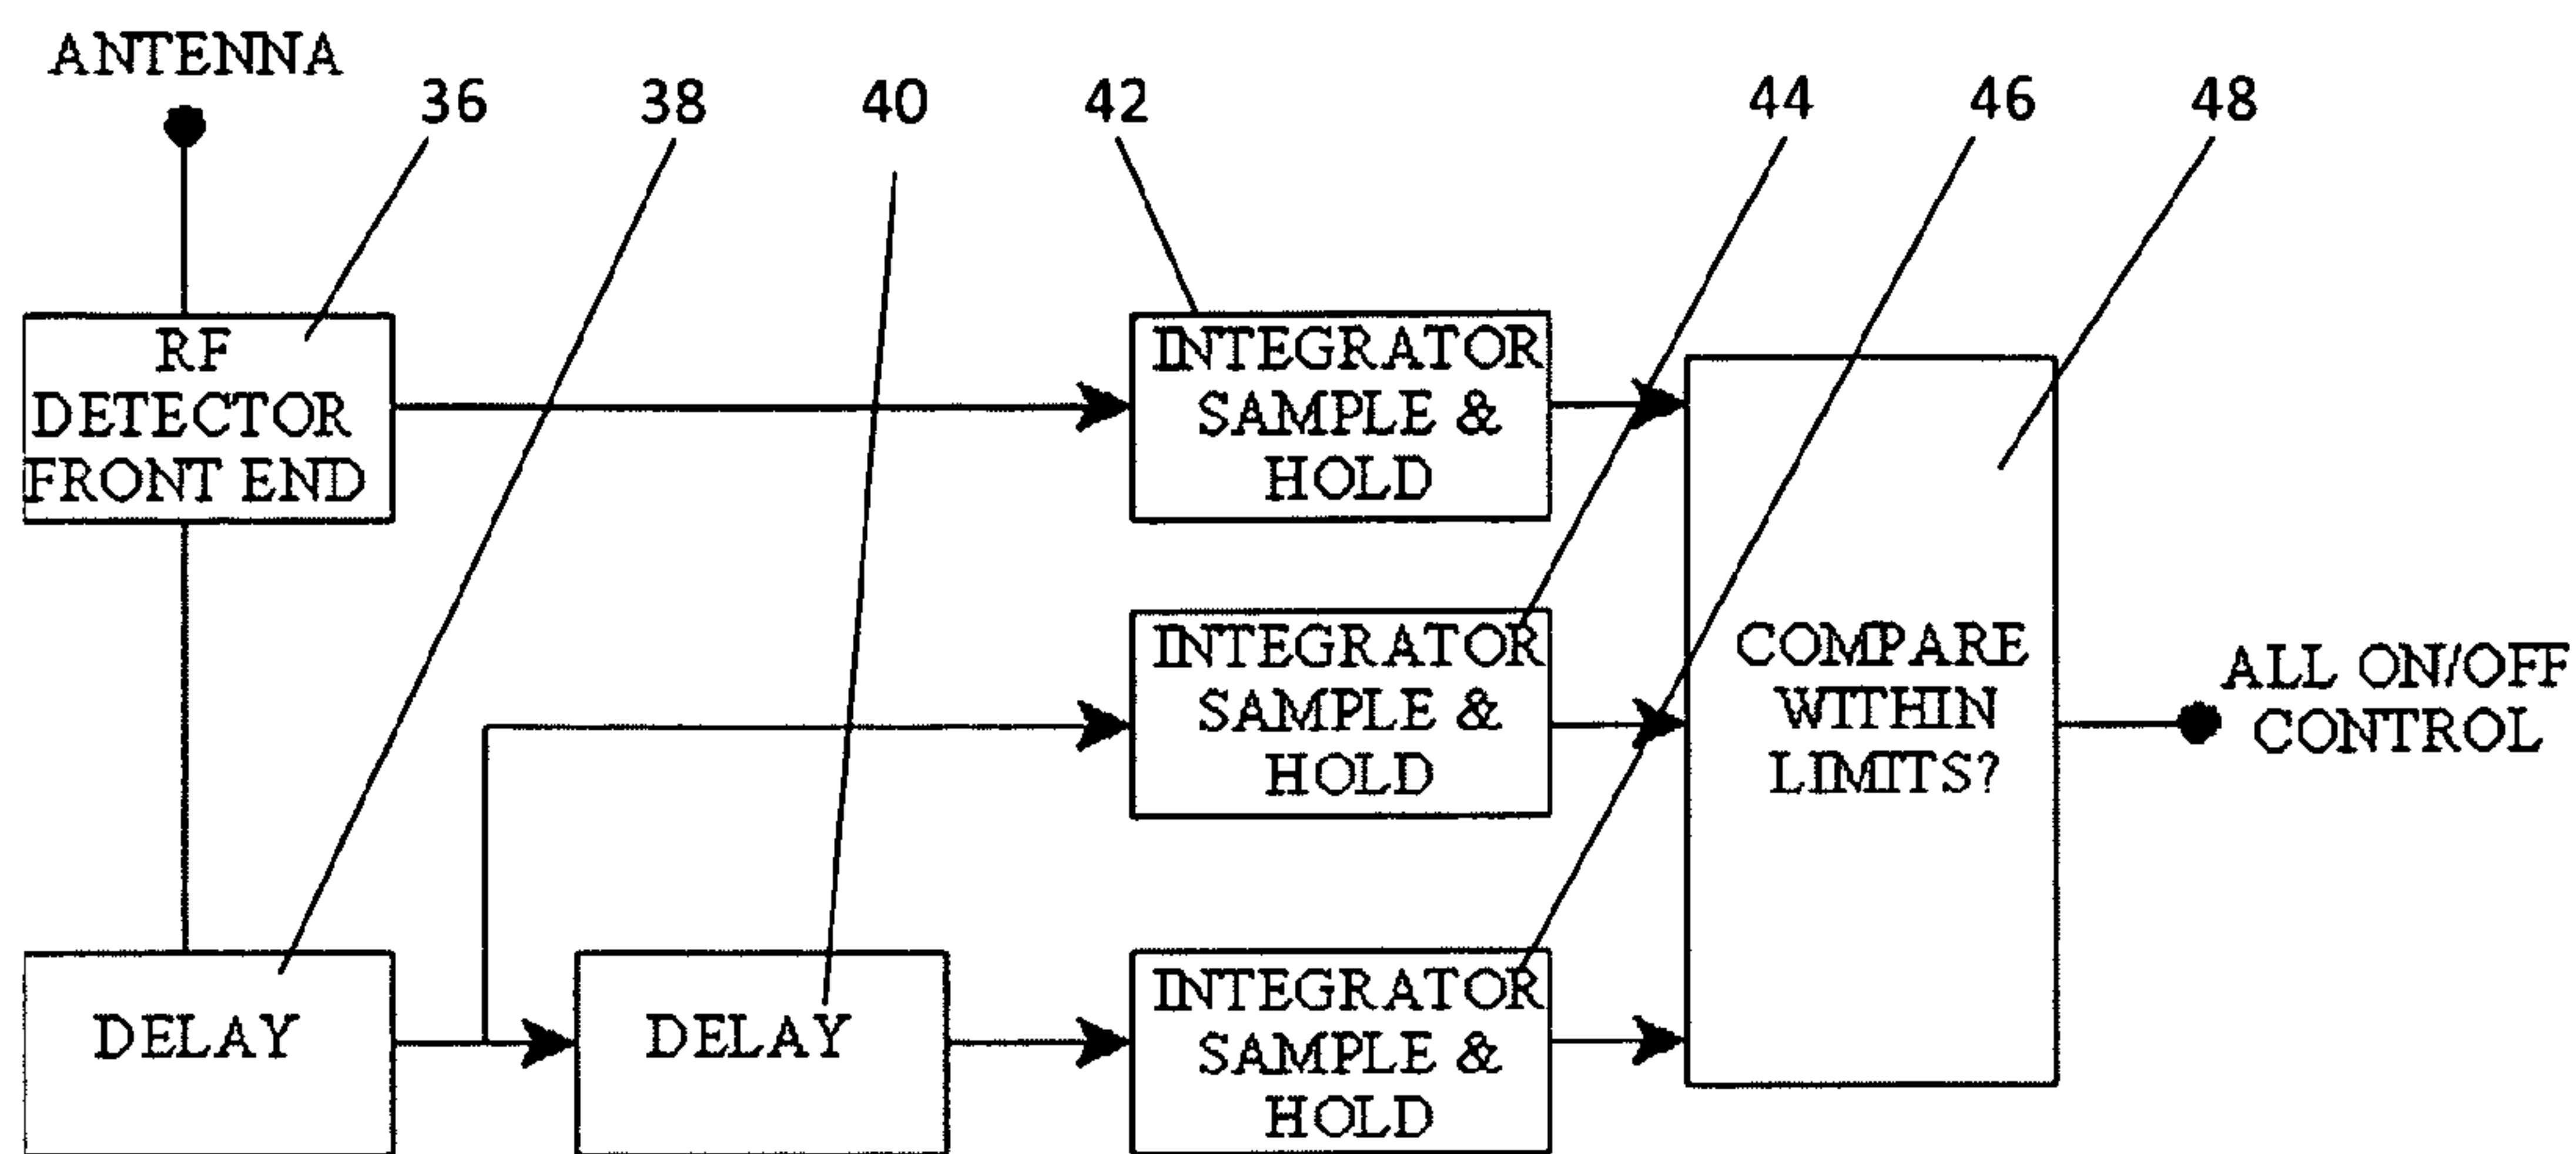 ANTENNA
36
38
40
42
44
46
48
RF
DETECTOR
FRONT END
INTEGRATOR
SAMPLE &
HOLD
INTEGRATOR
SAMPLE &
HOLD
COMPARE
WITHIN
LIMITS?
ALL ON/OFF
CONTROL
DELAY
DELAY
INTEGRATOR
SAMPLE &
HOLD